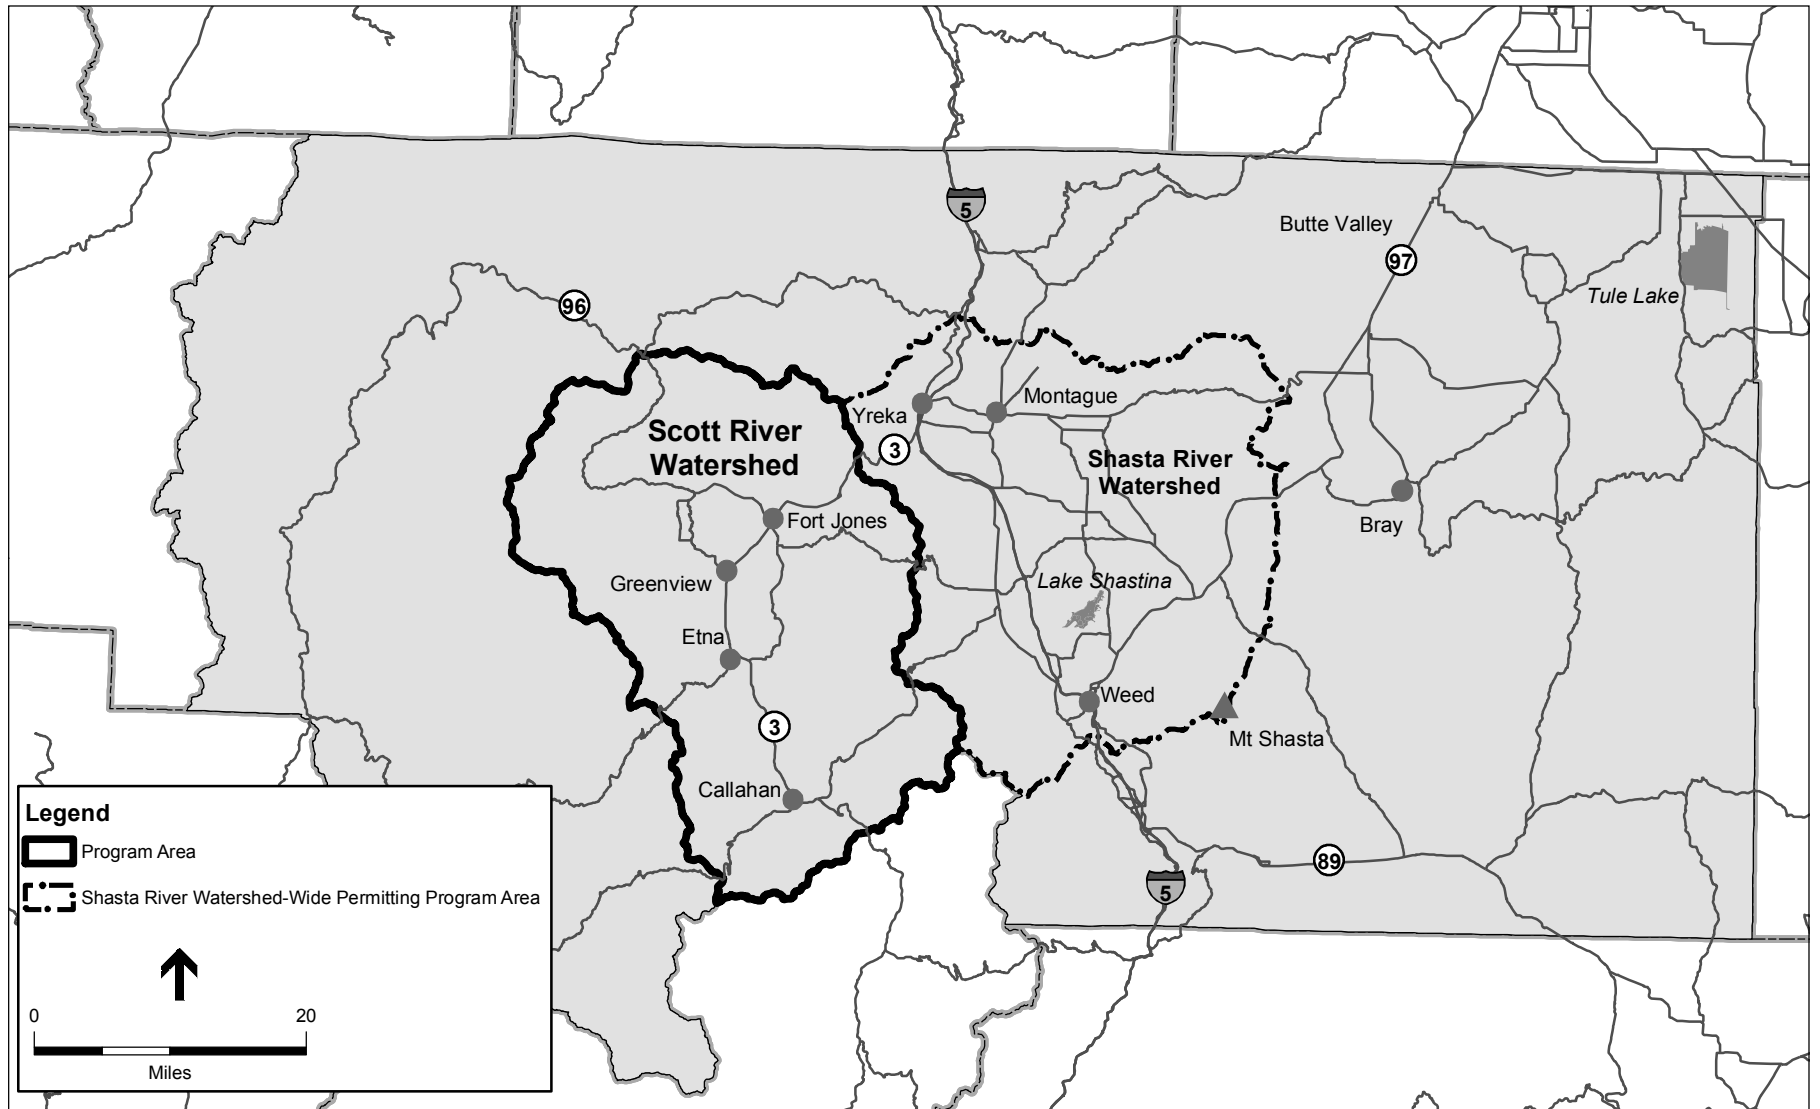 5
Butte Valley
97
Tule Lake
96
Montague
Yreka
3
Scott River
Watershed
Shasta River
Watershed
Fort Jones
Bray
Greenview
Lake Shastina
Etna
Weed
3
Mt Shasta
Callahan
89
5
Legend
Program Area
Shasta River Watershed-Wide Permitting Program Area
0 20
Miles